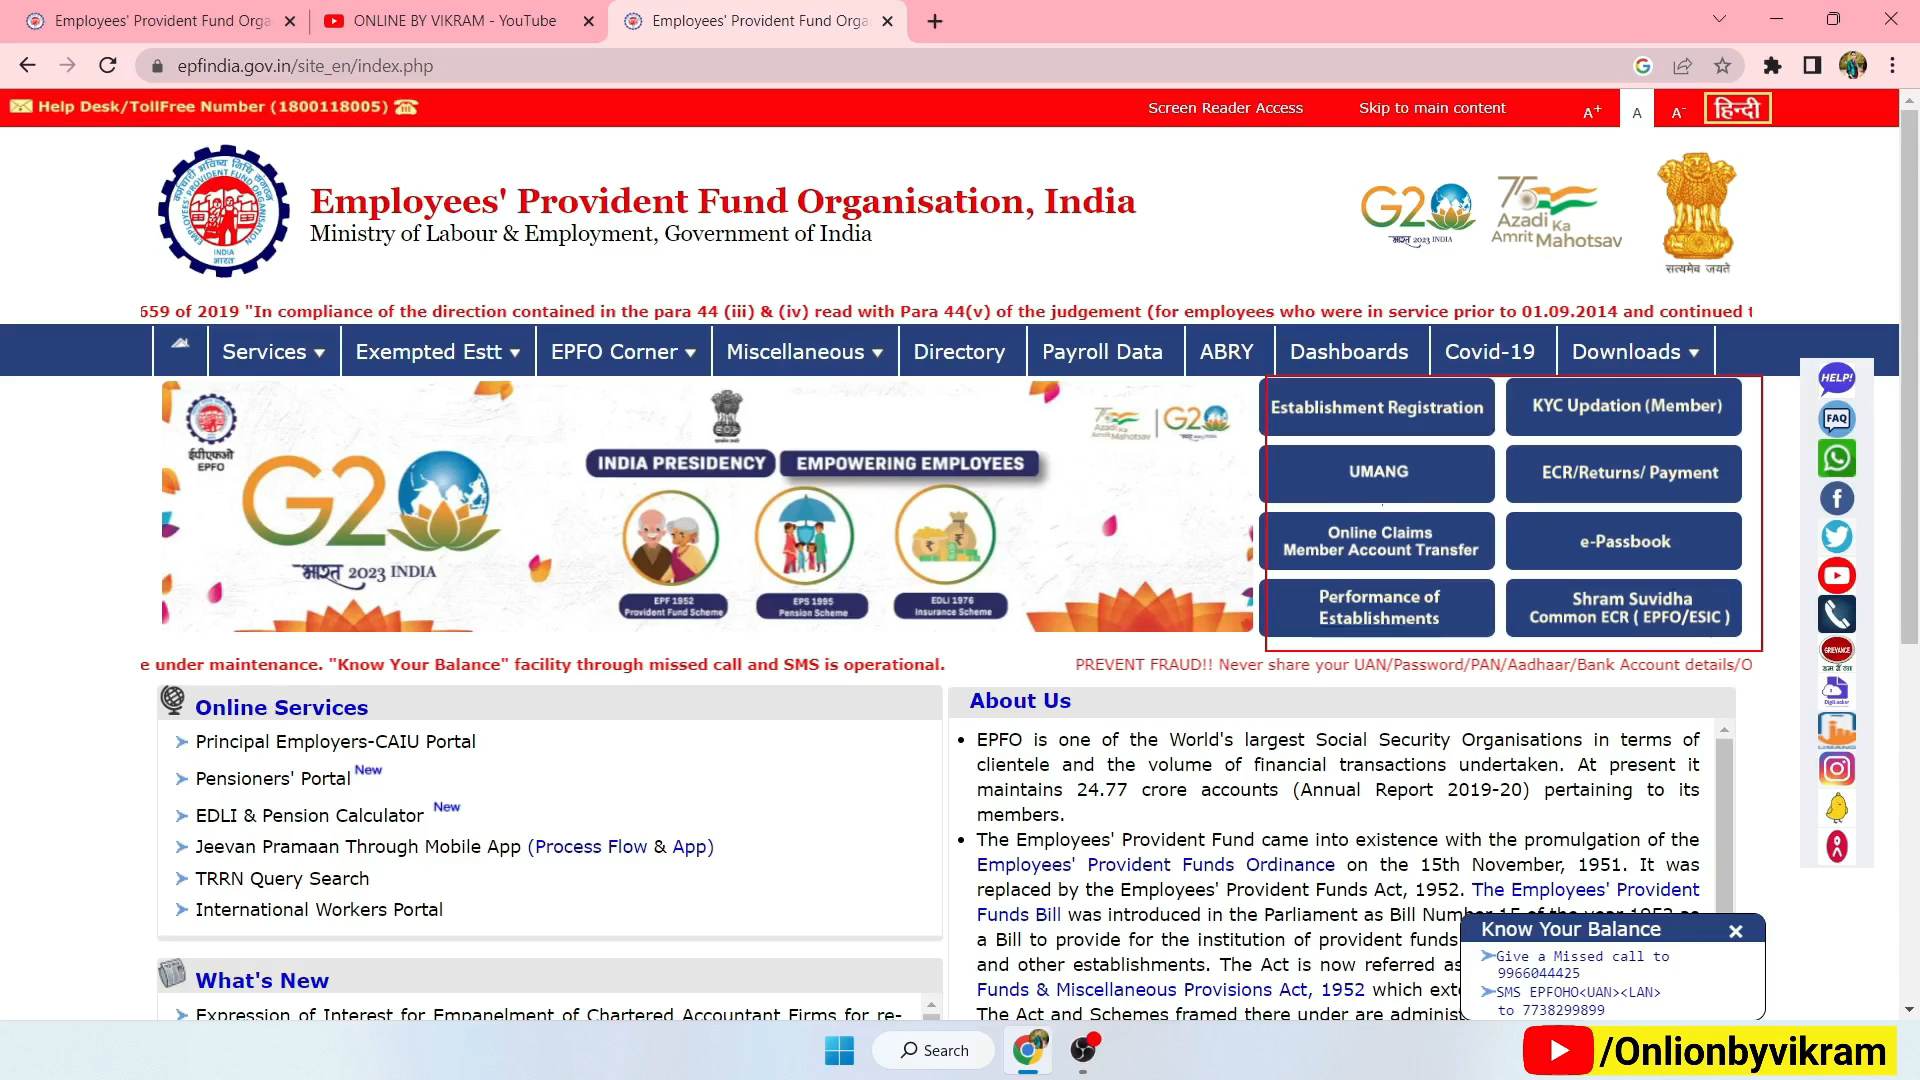 Employees' Provident Fund Orga
ONLINE BY VIKRAM - YouTube
Employees' Provident Fund Orga
epfindia.gov.in/site_en/index.php
Help Desk/TollFree Number (1800118005)
Screen Reader Access
Skip to main content
A+
A
A-
हिन्दी
Employees' Provident Fund Organisation, India
Ministry of Labour & Employment, Government of India
G20
भारत 2023 INDIA
75
Azadi Ka
Amrit Mahotsav
सत्यमेव जयते
659 of 2019 "In compliance of the direction contained in the para 44 (iii) & (iv) read with Para 44(v) of the judgement (for employees who were in service prior to 01.09.2014 and continued t
Services
Exempted Estt
EPFO Corner
Miscellaneous
Directory
Payroll Data
ABRY
Dashboards
Covid-19
Downloads
ईपीएफओ
EPFO
G20
भारत 2023 INDIA
INDIA PRESIDENCY
EMPOWERING EMPLOYEES
EPF 1952
Provident Fund Scheme
EPS 1995
Pension Scheme
EDLI 1976
Insurance Scheme
Azadi Ka
Amrit Mahotsav
G20
Establishment Registration
KYC Updation (Member)
UMANG
ECR/Returns/ Payment
Online Claims
Member Account Transfer
e-Passbook
Performance of
Establishments
Shram Suvidha
Common ECR ( EPFO/ESIC )
HELP!
FAQ
GRIEVANCE
DigiLocker
UMANG
e under maintenance. "Know Your Balance" facility through missed call and SMS is operational.
PREVENT FRAUD!! Never share your UAN/Password/PAN/Aadhaar/Bank Account details/O
Online Services
Principal Employers-CAIU Portal
Pensioners' Portal New
EDLI & Pension Calculator New
Jeevan Pramaan Through Mobile App (Process Flow & App)
TRRN Query Search
International Workers Portal
What's New
Expression of Interest for Empanelment of Chartered Accountant Firms for re-
About Us
EPFO is one of the World's largest Social Security Organisations in terms of
clientele and the volume of financial transactions undertaken. At present it
maintains 24.77 crore accounts (Annual Report 2019-20) pertaining to its
members.
The Employees' Provident Fund came into existence with the promulgation of the
Employees' Provident Funds Ordinance on the 15th November, 1951. It was
replaced by the Employees' Provident Funds Act, 1952. The Employees' Provident
Funds Bill was introduced in the Parliament as Bill Number 15 of the year 1952 as
a Bill to provide for the institution of provident funds
and other establishments. The Act is now referred as
Funds & Miscellaneous Provisions Act, 1952 which exte
The Act and Schemes framed there under are administ
Know Your Balance
Give a Missed call to
9966044425
SMS EPFOHO<UAN><LAN>
to 7738299899
Search
/Onlionbyvikram